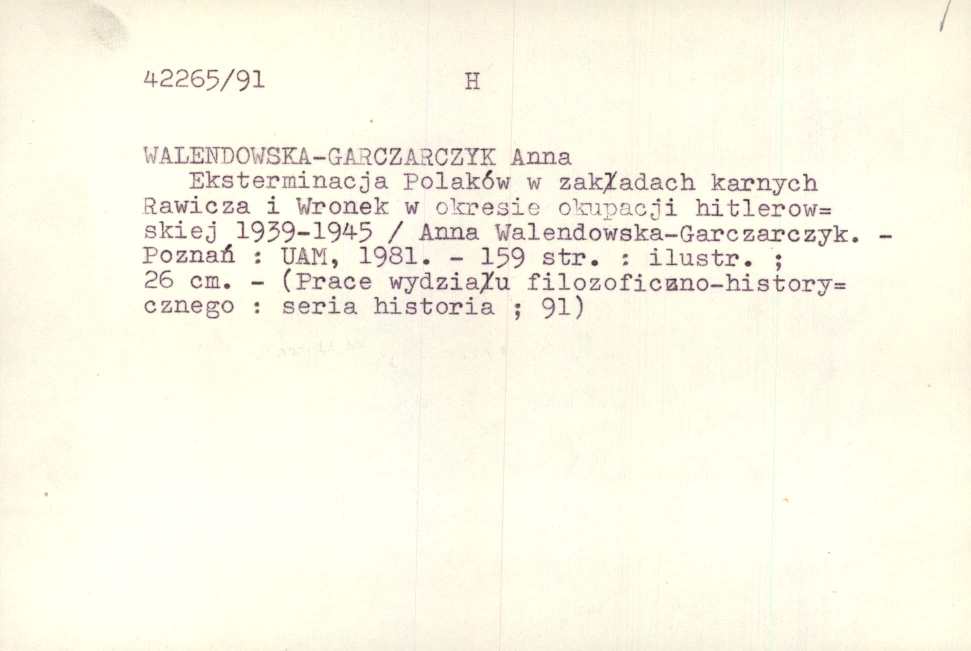 42265/91 H
WALENDOWSKA-GARCZARCZYK Anna
Eksterminacja Polaków w zakładach karnych
Rawicza i Wronek w okresie okupacji hitlerow=
skiej 1939-1945 / Anna Walendowska-Garczarczyk. -
Poznań : UAM, 1981. - 159 str. : ilustr. ;
26 cm. - (Prace wydziału filozoficzno-history=
cznego : seria historia ; 91)